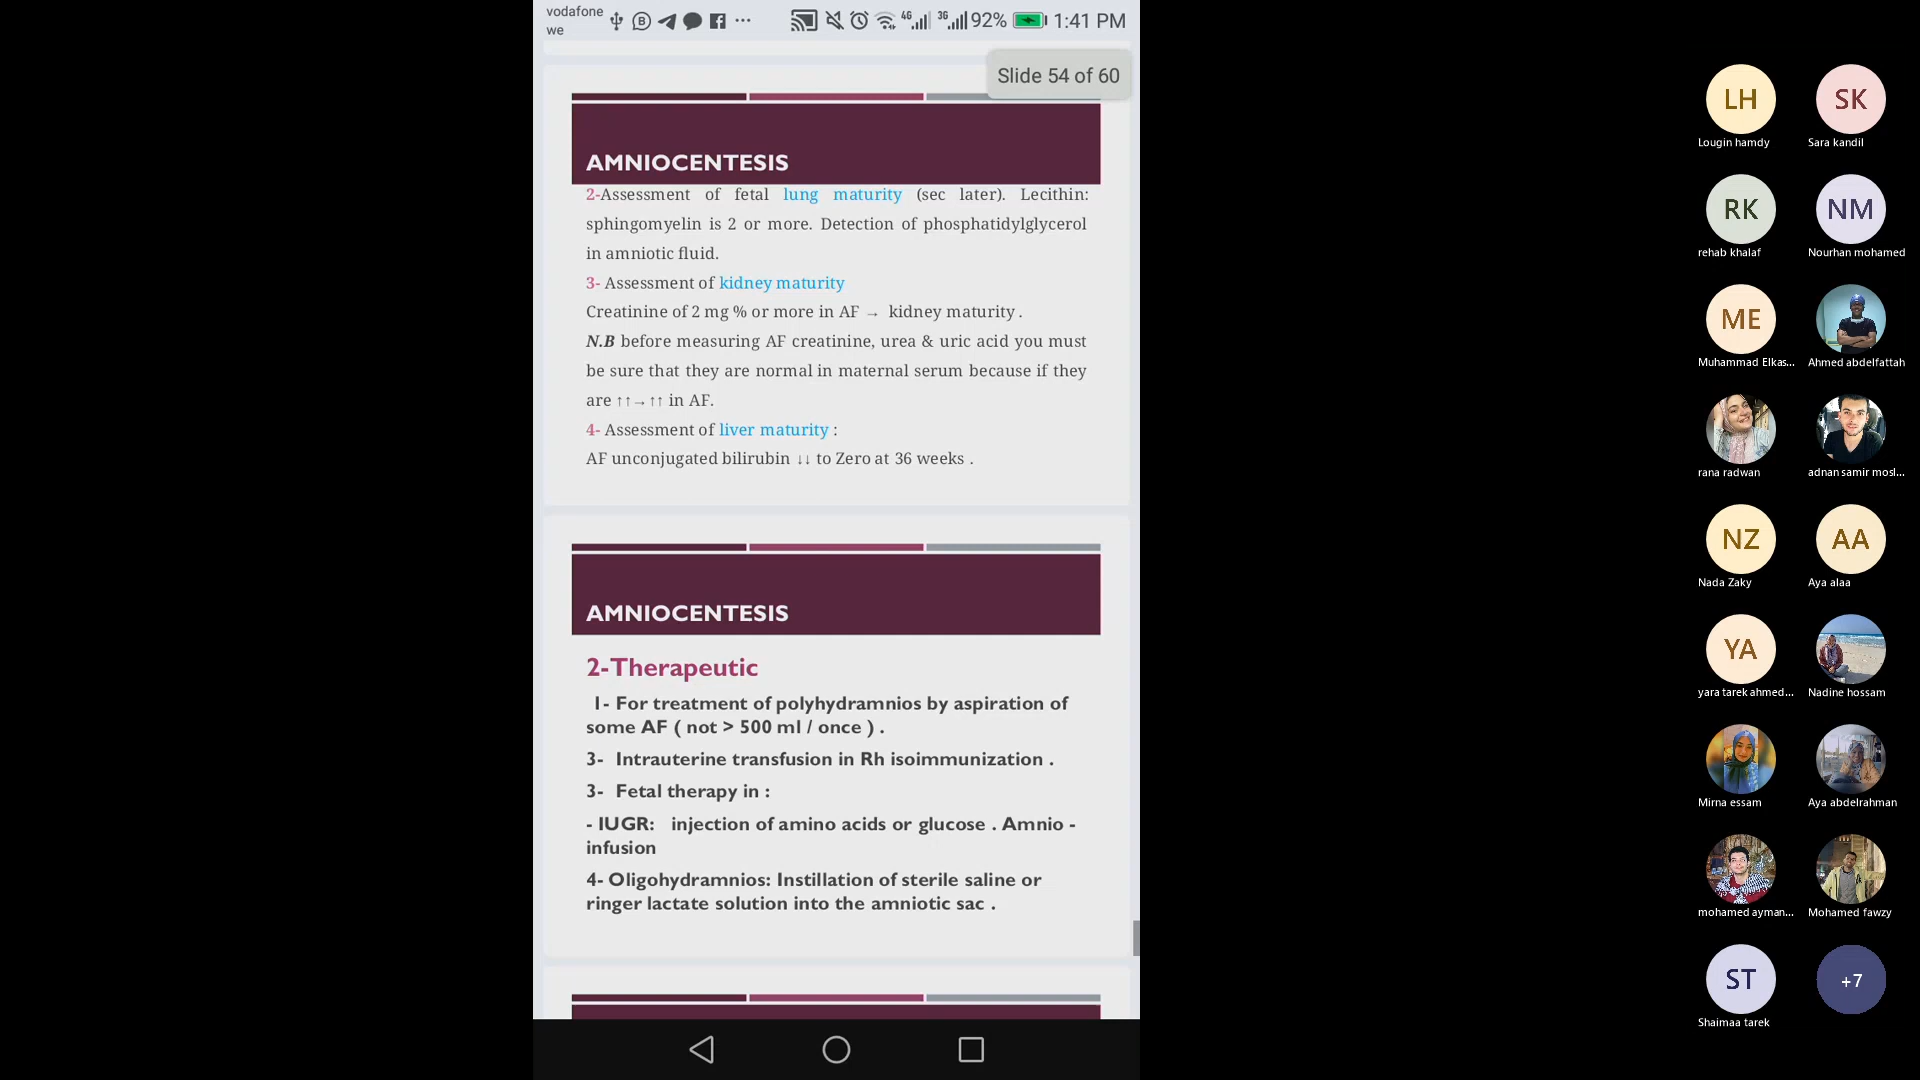 vodafone
we
4G 3G 92% 1:41 PM
Slide 54 of 60
AMNIOCENTESIS
2-Assessment of fetal lung maturity (sec later). Lecithin:
sphingomyelin is 2 or more. Detection of phosphatidylglycerol
in amniotic fluid.
3- Assessment of kidney maturity
Creatinine of 2 mg % or more in AF → kidney maturity .
N.B before measuring AF creatinine, urea & uric acid you must
be sure that they are normal in maternal serum because if they
are ↑↑→↑↑ in AF.
4- Assessment of liver maturity :
AF unconjugated bilirubin ↓↓ to Zero at 36 weeks .
AMNIOCENTESIS
2-Therapeutic
1- For treatment of polyhydramnios by aspiration of
some AF ( not > 500 ml / once ) .
3- Intrauterine transfusion in Rh isoimmunization .
3- Fetal therapy in :
- IUGR: injection of amino acids or glucose . Amnio -
infusion
4- Oligohydramnios: Instillation of sterile saline or
ringer lactate solution into the amniotic sac .
LH SK
Lougin hamdy Sara kandil
RK NM
rehab khalaf Nourhan mohamed
ME
Muhammad Elkas... Ahmed abdelfattah
rana radwan adnan samir mosl...
NZ AA
Nada Zaky Aya alaa
YA
yara tarek ahmed... Nadine hossam
Mirna essam Aya abdelrahman
mohamed ayman... Mohamed fawzy
ST +7
Shaimaa tarek